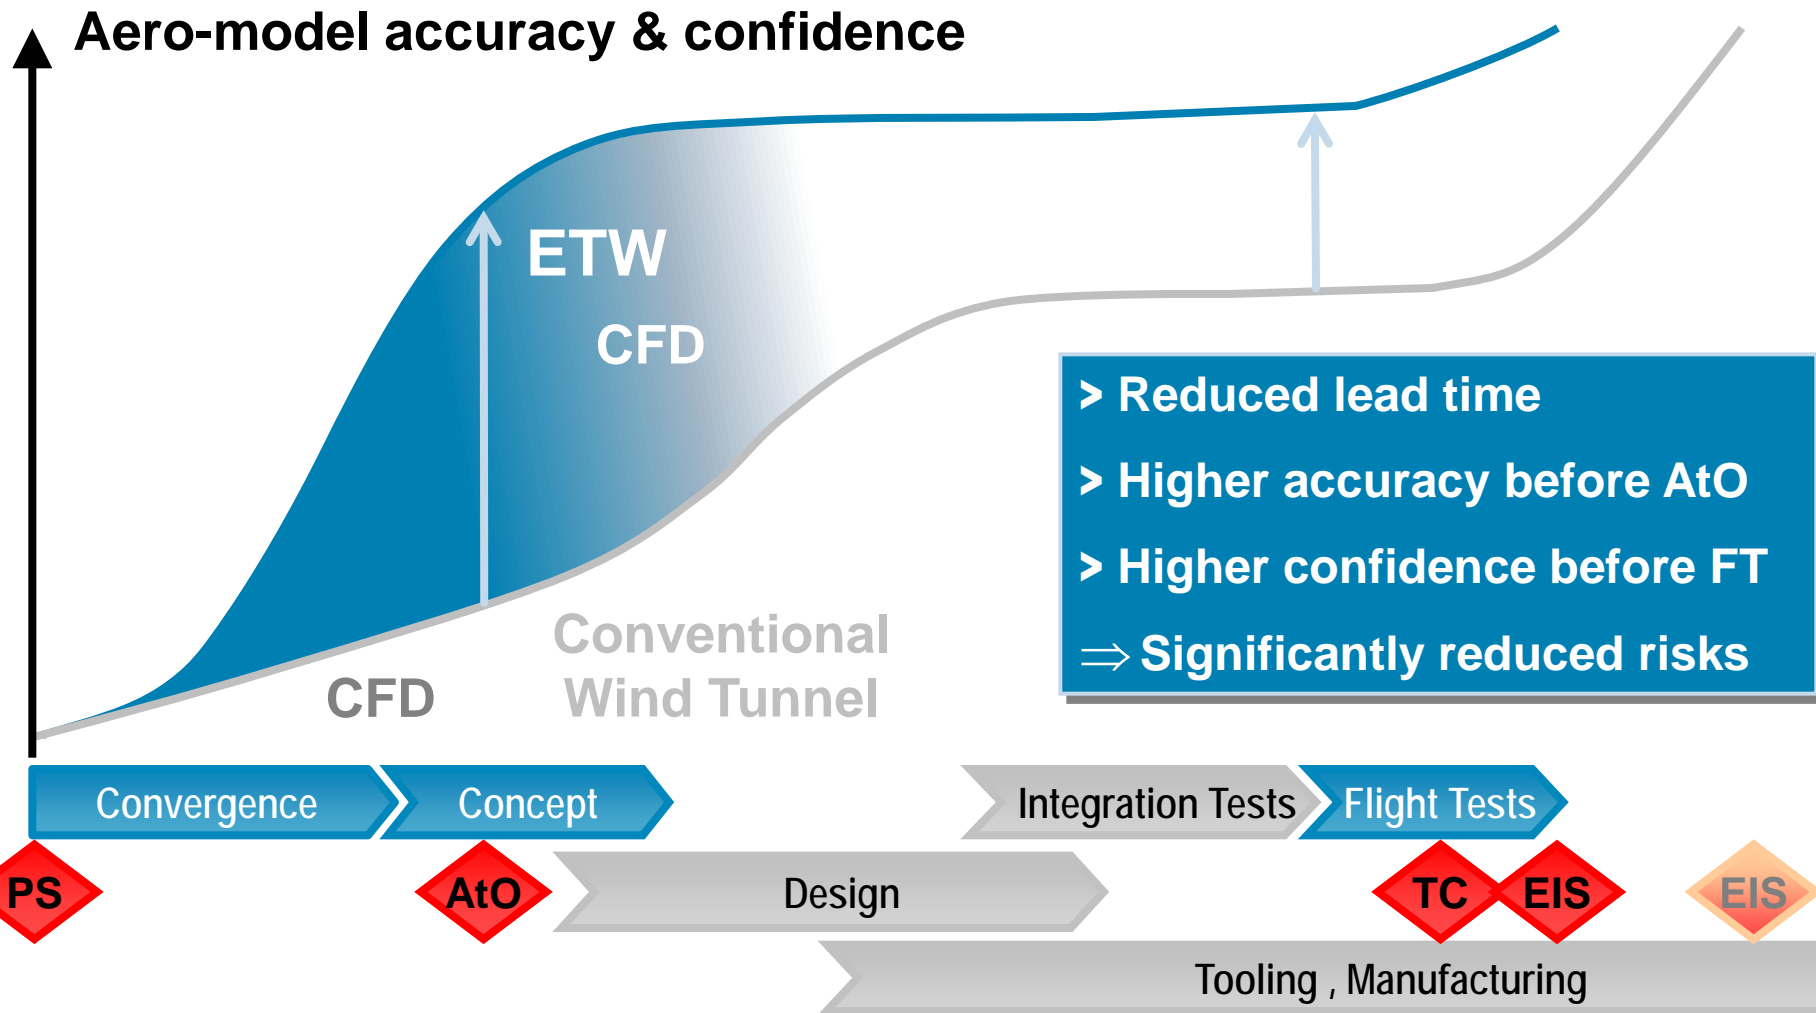 Aero-model accuracy & confidence
ETW
CFD
> Reduced lead time
> Higher accuracy before AtO
> Higher confidence before FT
⇒ Significantly reduced risks
Conventional
Wind Tunnel
CFD
Convergence
Concept
Integration Tests
Flight Tests
PS
AtO
Design
TC
EIS
EIS
Tooling , Manufacturing